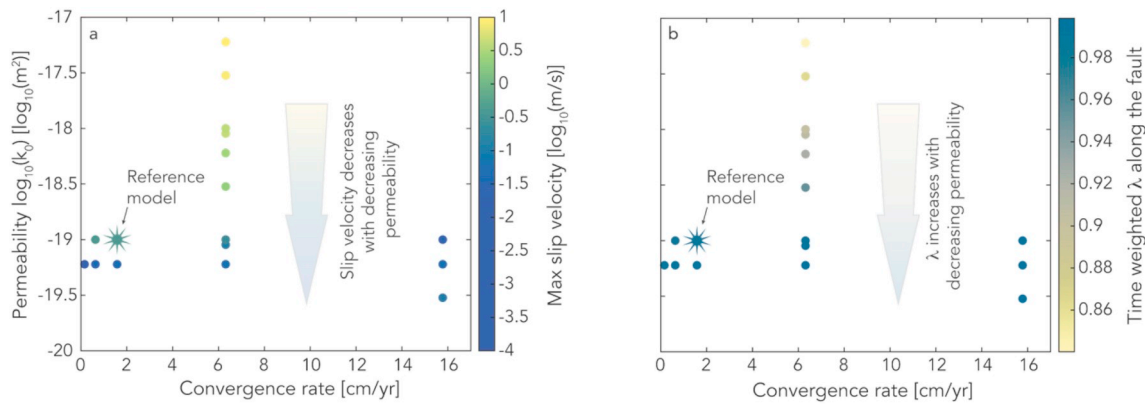 a
-17
-17.5
-18
-18.5
-19
-19.5
-20
Permeability log10(k0) [log10(m²)]
Reference
model
Slip velocity decreases
with decreasing
permeability
0 2 4 6 8 10 12 14 16
Convergence rate [cm/yr]
1
0.5
0
-0.5
-1
-1.5
-2
-2.5
-3
-3.5
-4
Max slip velocity [log10(m/s)]
b
Reference
model
λ increases with
decreasing permeability
0 2 4 6 8 10 12 14 16
Convergence rate [cm/yr]
0.98
0.96
0.94
0.92
0.9
0.88
0.86
Time weighted λ along the fault